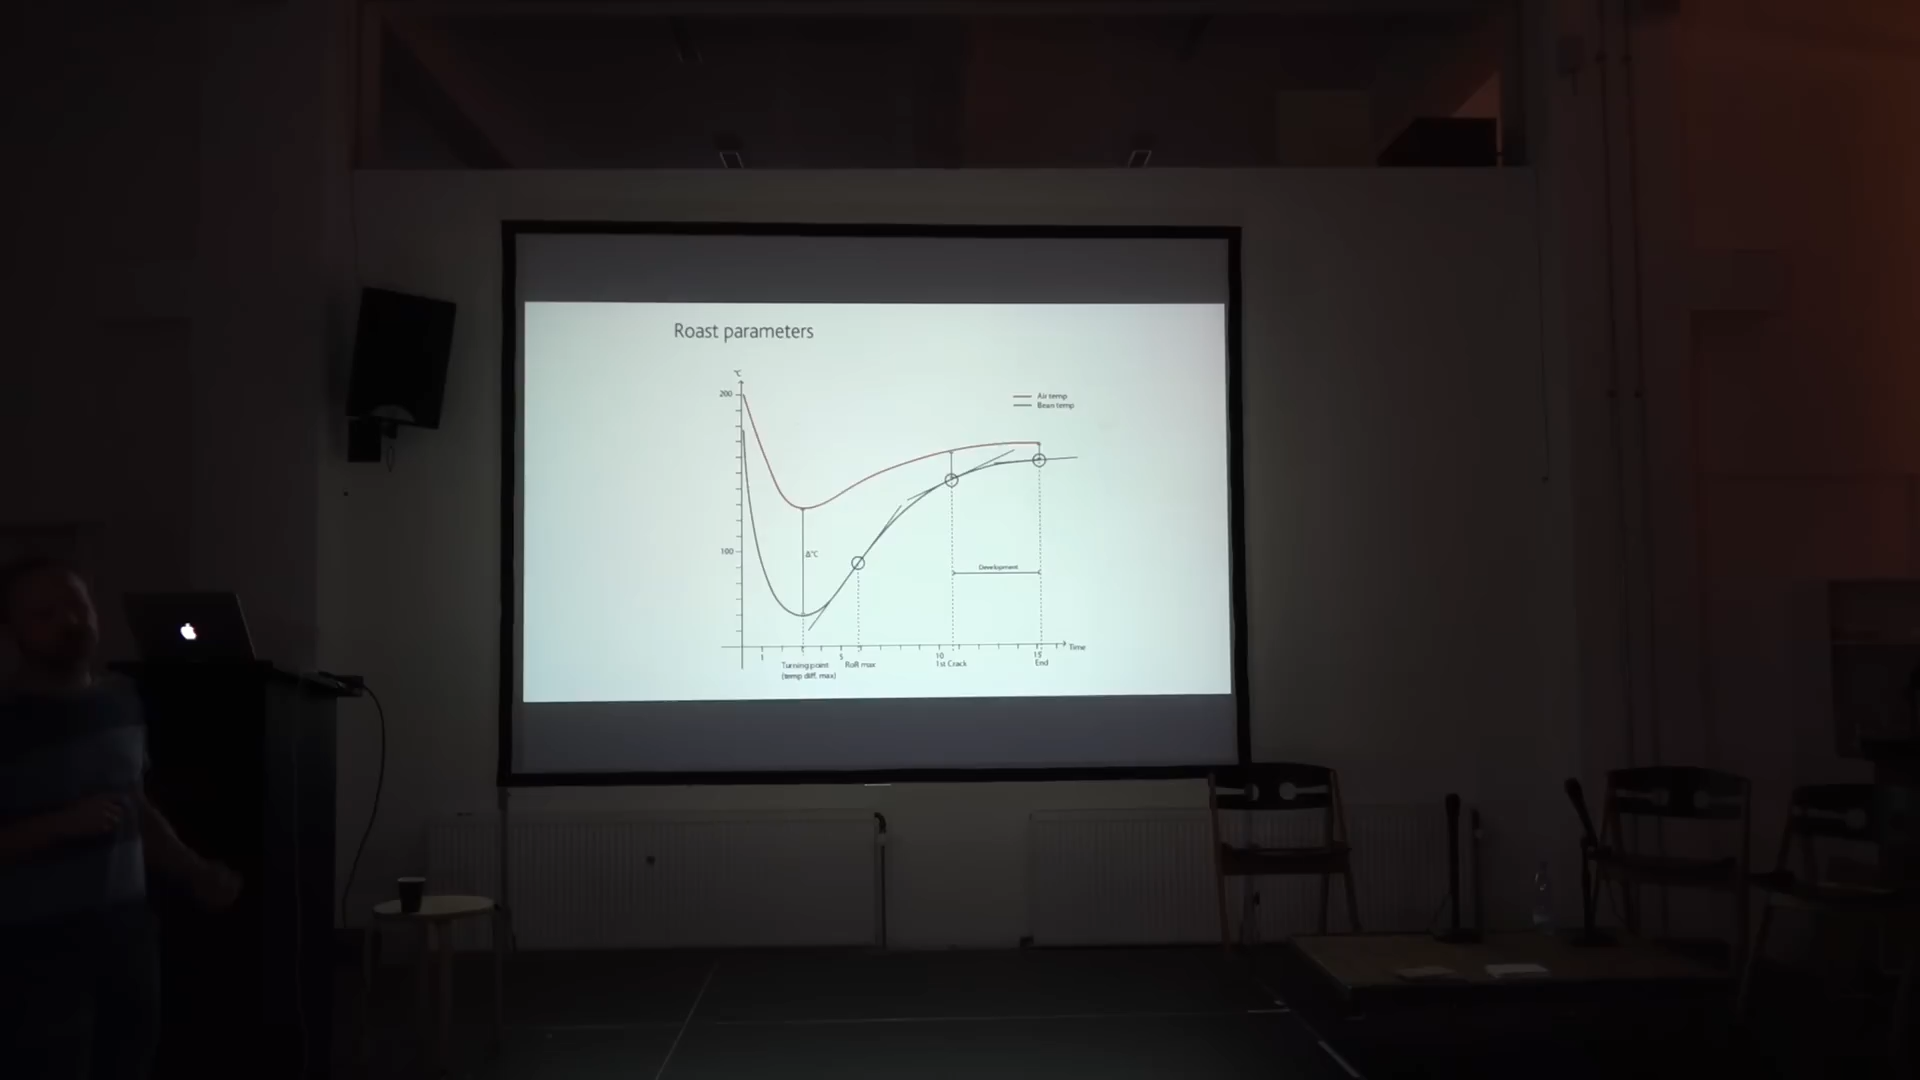 Roast parameters
°C
200
Air temp
Bean temp
100
Δ°C
Development
1
5
10
15
Time
Turning point
(temp diff. max)
RoR max
1st Crack
End